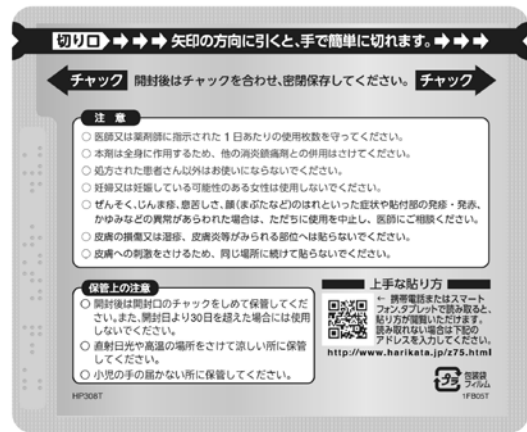 切り口 → → → 矢印の方向に引くと、手で簡単に切れます。→ → →
チャック 開封後はチャックを合わせ、密閉保存してください。 チャック
注 意
○ 医師又は薬剤師に指示された1日あたりの使用枚数を守ってください。
○ 本剤は全身に作用するため、他の消炎鎮痛剤との併用はさけてください。
○ 処方された患者さん以外はお使いにならないでください。
○ 妊婦又は妊娠している可能性のある女性は使用しないでください。
○ ぜんそく、じんま疹、息苦しさ、顔(まぶたなど)のはれといった症状や貼付部の発疹・発赤、
かゆみなどの異常があらわれた場合は、ただちに使用を中止し、医師にご相談ください。
○ 皮膚の損傷又は湿疹、皮膚炎等がみられる部位へは貼らないでください。
○ 皮膚への刺激をさけるため、同じ場所に続けて貼らないでください。
保管上の注意
○ 開封後は開封口のチャックをしめて保管してくだ
さい。また、開封日より30日を超えた場合には使用
しないでください。
○ 直射日光や高温の場所をさけて涼しい所に保管
してください。
○ 小児の手の届かない所に保管してください。
上手な貼り方
← 携帯電話またはスマート
フォン,タブレットで読み取ると、
貼り方が閲覧いただけます。
読み取れない場合は下記の
アドレスを入力してください。
http://www.harikata.jp/z75.html
プラ 包装袋
フィルム
HP308T
1FB05T